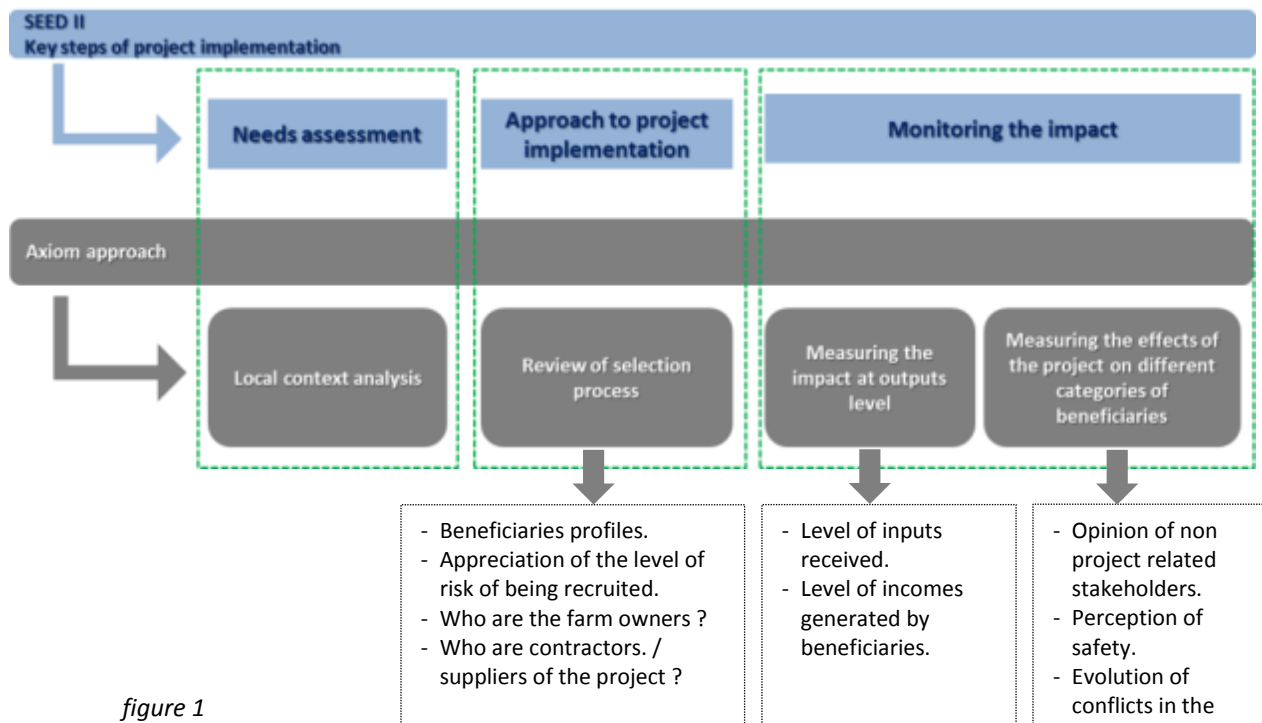 SEED II
Key steps of project implementation
Needs assessment
Approach to project
implementation
Monitoring the impact
Axiom approach
Local context analysis
Review of selection
process
Measuring the
impact at outputs
level
Measuring the effects of
the project on different
categories of
beneficiaries
- Beneficiaries profiles.
- Appreciation of the level of
risk of being recruited.
- Who are the farm owners ?
- Who are contractors. /
suppliers of the project ?
- Level of inputs
received.
- Level of incomes
generated by
beneficiaries.
- Opinion of non
project related
stakeholders.
- Perception of
safety.
- Evolution of
conflicts in the
figure 1